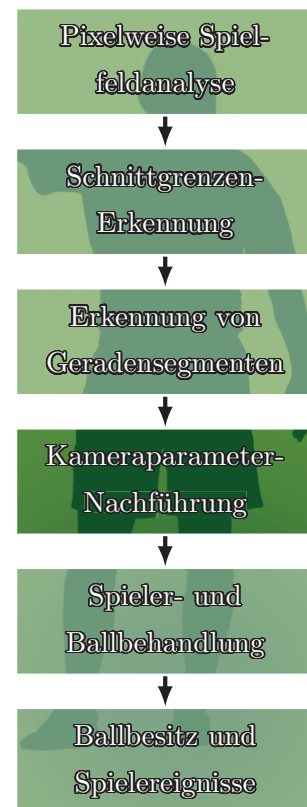 Pixelweise Spiel-
feldanalyse
Schnittgrenzen-
Erkennung
Erkennung von
Geradensegmenten
Kameraparameter-
Nachführung
Spieler- und
Ballbehandlung
Ballbesitz und
Spielereignisse